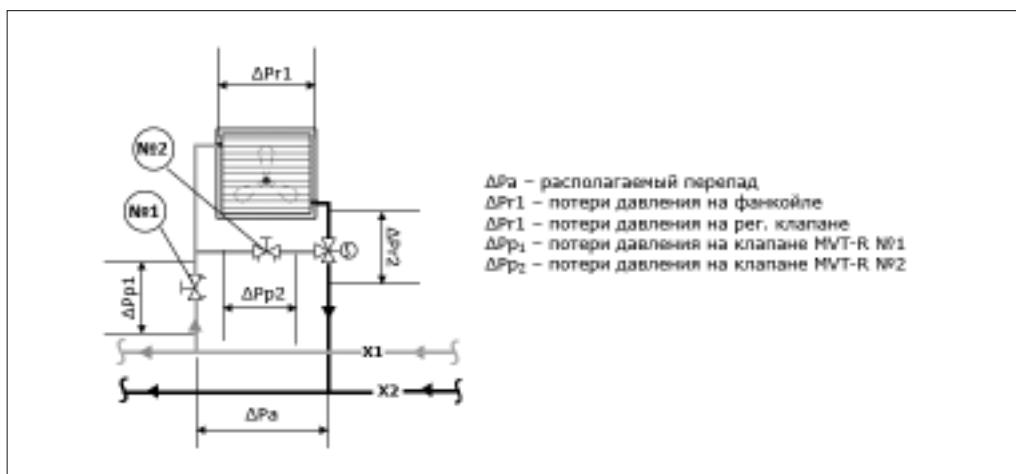 ΔPr1
№2
№1
ΔPr2
ΔPp2
ΔPp1
X1
X2
ΔPa
ΔPa – располагаемый перепад
ΔPr1 – потери давления на фанкойле
ΔPr1 – потери давления на рег. клапане
ΔPp₁ – потери давления на клапане MVT-R №1
ΔPp₂ – потери давления на клапане MVT-R №2